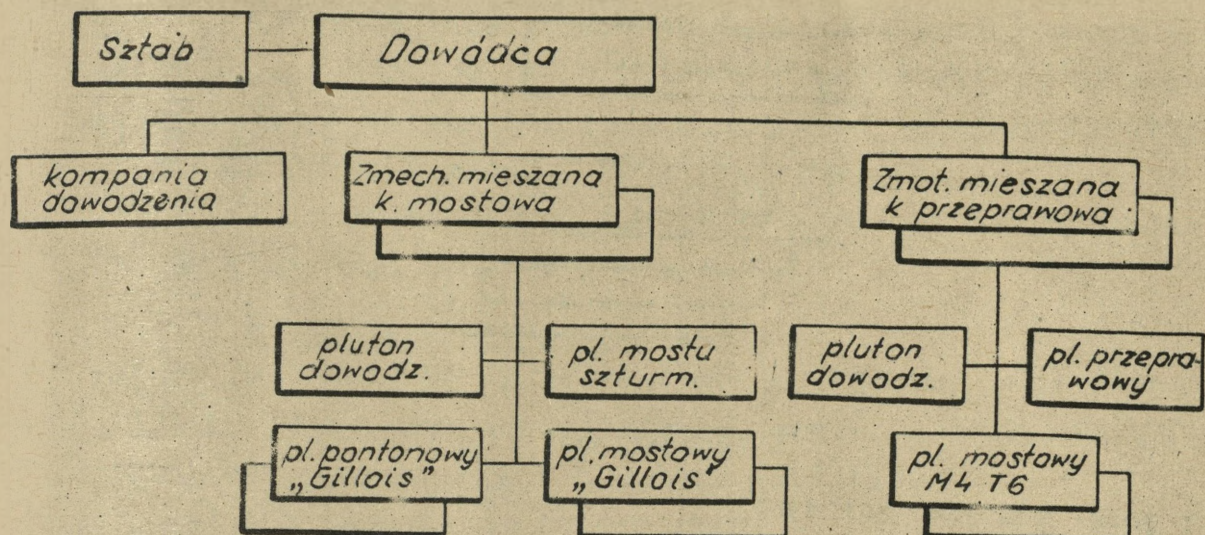 Sztab
Dowódca
kompania
dowodzenia
Zmech. mieszana
k. mostowa
Zmot. mieszana
k przeprawowa
pluton
dowodz.
pl. mostu
szturm.
pluton
dowodz.
pl. przepra-
wowy
pl. pontonowy
„Gillois”
pl. mostowy
„Gillois”
pl. mostowy
M4 T6